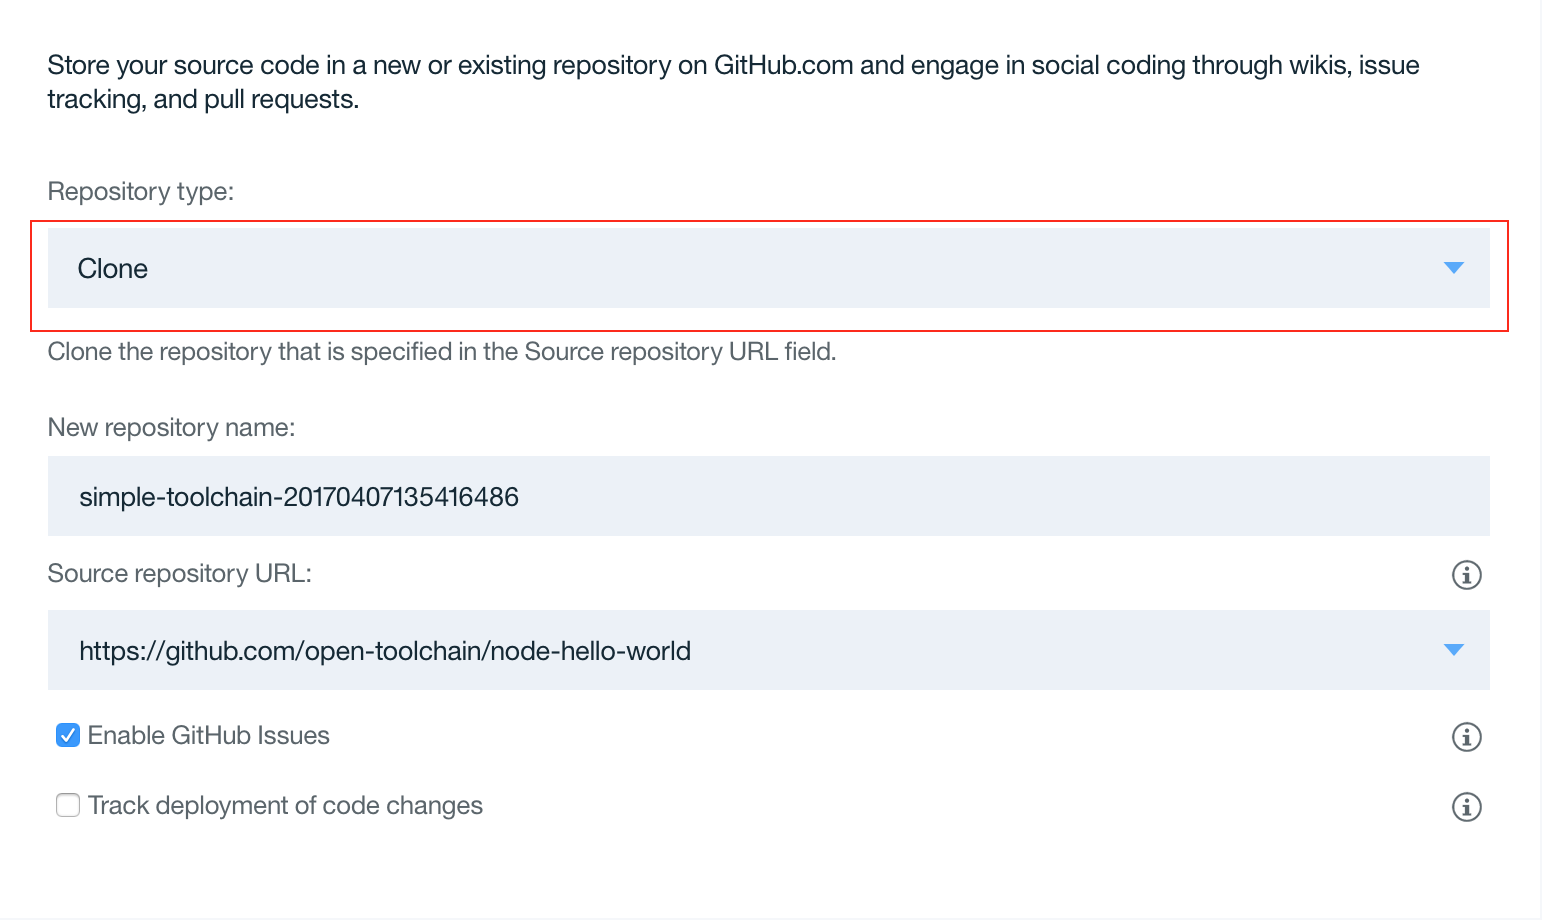 Store your source code in a new or existing repository on GitHub.com and engage in social coding through wikis, issue
tracking, and pull requests.
Repository type:
Clone
Clone the repository that is specified in the Source repository URL field.
New repository name:
simple-toolchain-20170407135416486
Source repository URL:
https://github.com/open-toolchain/node-hello-world
Enable GitHub Issues
Track deployment of code changes